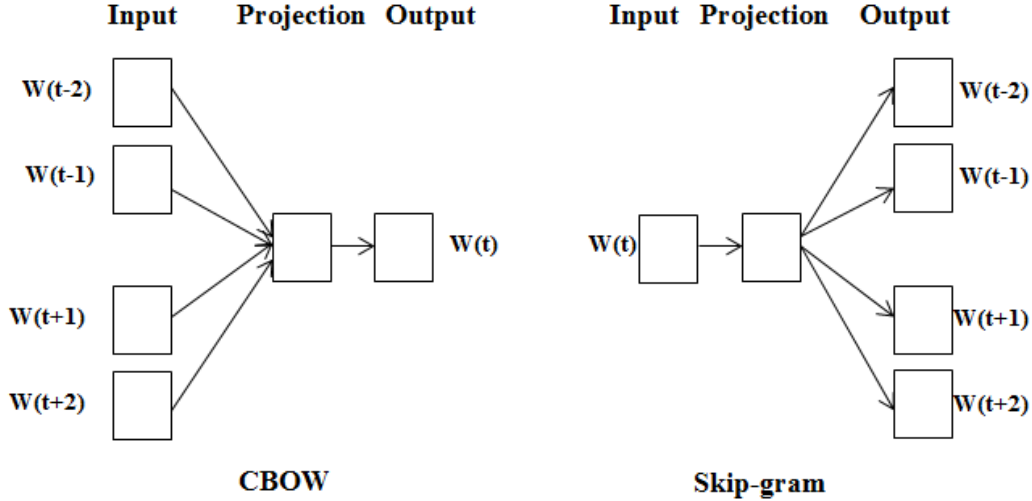 Input Projection Output
W(t-2)
W(t-1)
W(t)
W(t+1)
W(t+2)
CBOW
Input Projection Output
W(t-2)
W(t-1)
W(t)
W(t+1)
W(t+2)
Skip-gram